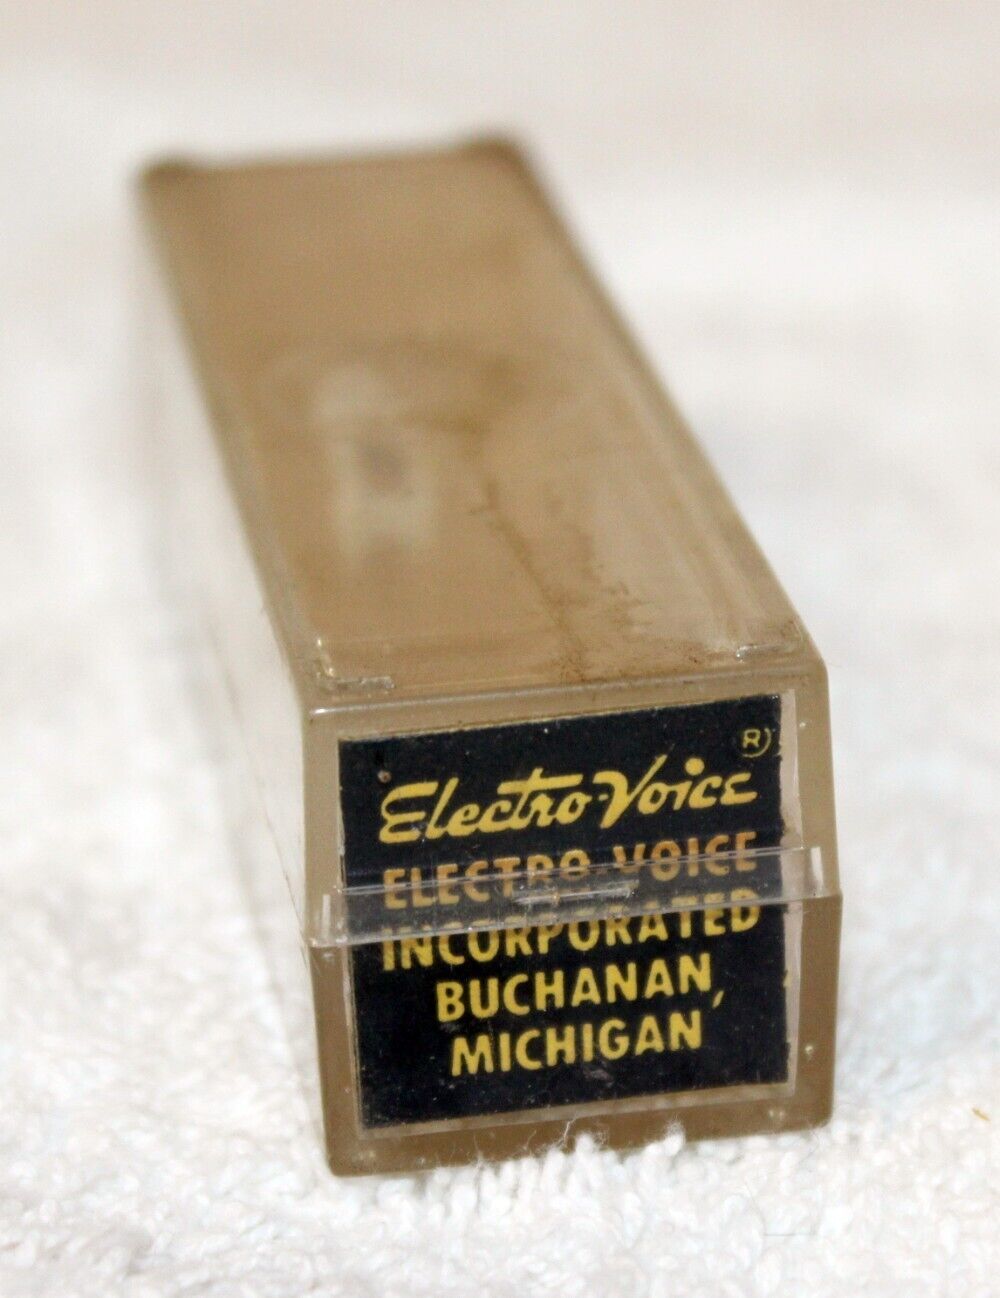 ®
Electro-Voice
ELECTRO-VOICE
INCORPORATED
BUCHANAN,
MICHIGAN